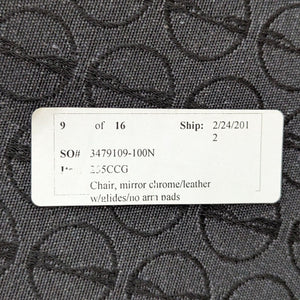 9 of 16 Ship: 2/24/201
2
SO# 3479109-100N
255CCG
Chair, mirror chrome/leather
w/glides/no arm pads